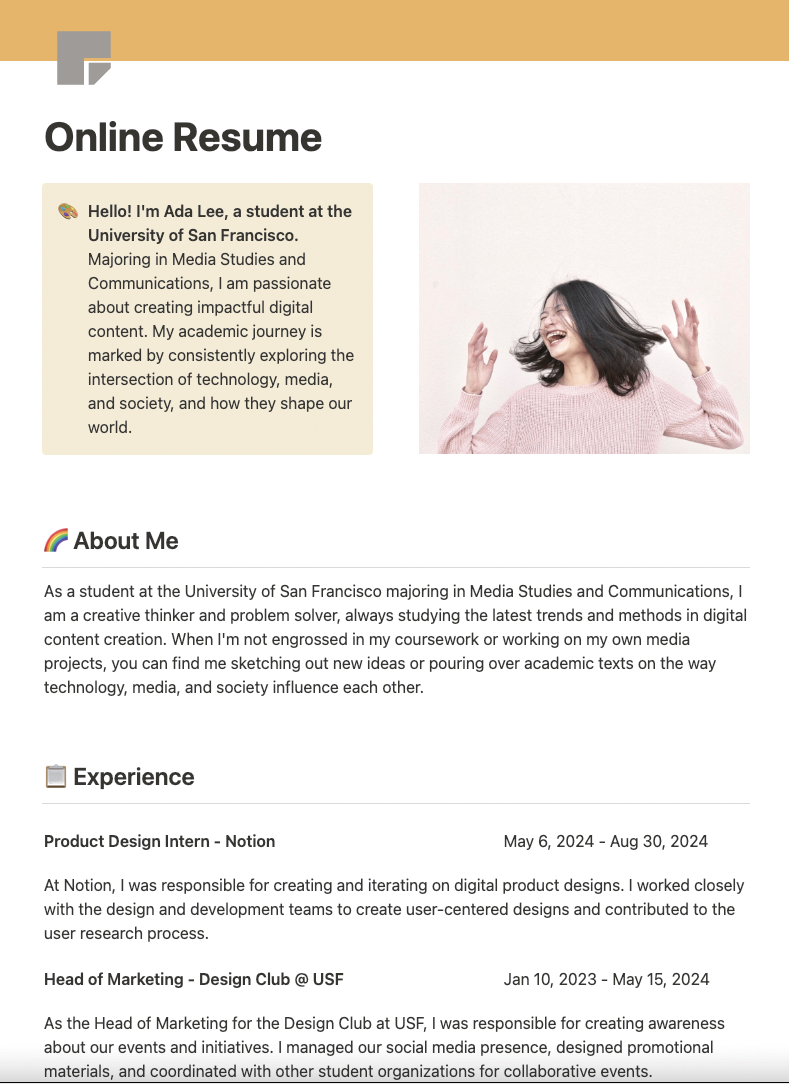 Online Resume
Hello! I'm Ada Lee, a student at the
University of San Francisco.
Majoring in Media Studies and
Communications, I am passionate
about creating impactful digital
content. My academic journey is
marked by consistently exploring the
intersection of technology, media,
and society, and how they shape our
world.
About Me
As a student at the University of San Francisco majoring in Media Studies and Communications, I
am a creative thinker and problem solver, always studying the latest trends and methods in digital
content creation. When I'm not engrossed in my coursework or working on my own media
projects, you can find me sketching out new ideas or pouring over academic texts on the way
technology, media, and society influence each other.
Experience
Product Design Intern - Notion May 6, 2024 - Aug 30, 2024
At Notion, I was responsible for creating and iterating on digital product designs. I worked closely
with the design and development teams to create user-centered designs and contributed to the
user research process.
Head of Marketing - Design Club @ USF Jan 10, 2023 - May 15, 2024
As the Head of Marketing for the Design Club at USF, I was responsible for creating awareness
about our events and initiatives. I managed our social media presence, designed promotional
materials, and coordinated with other student organizations for collaborative events.